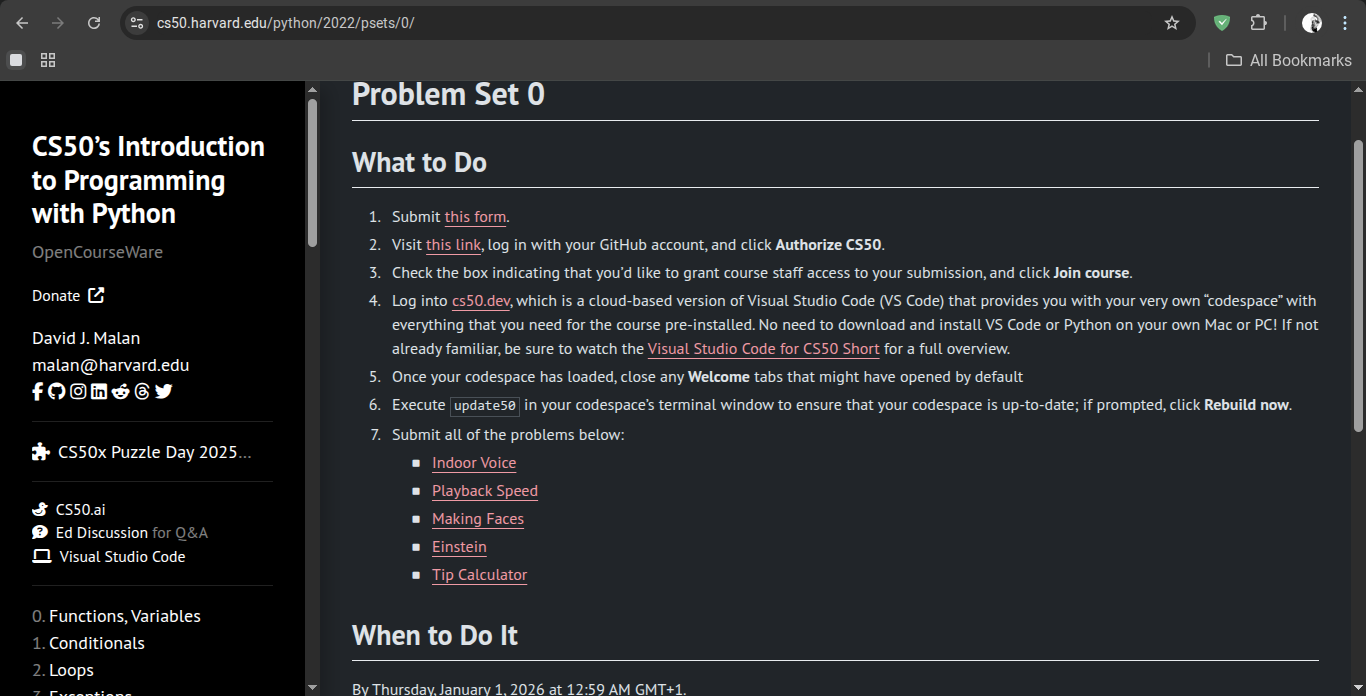 cs50.harvard.edu/python/2022/psets/0/
All Bookmarks
CS50’s Introduction
to Programming
with Python
OpenCourseWare
Donate
David J. Malan
malan@harvard.edu
CS50x Puzzle Day 2025…
CS50.ai
Ed Discussion for Q&A
Visual Studio Code
0. Functions, Variables
1. Conditionals
2. Loops
3. Exceptions
Problem Set 0
What to Do
1. Submit this form.
2. Visit this link, log in with your GitHub account, and click Authorize CS50.
3. Check the box indicating that you’d like to grant course staff access to your submission, and click Join course.
4. Log into cs50.dev, which is a cloud-based version of Visual Studio Code (VS Code) that provides you with your very own “codespace” with
everything that you need for the course pre-installed. No need to download and install VS Code or Python on your own Mac or PC! If not
already familiar, be sure to watch the Visual Studio Code for CS50 Short for a full overview.
5. Once your codespace has loaded, close any Welcome tabs that might have opened by default
6. Execute update50 in your codespace’s terminal window to ensure that your codespace is up-to-date; if prompted, click Rebuild now.
7. Submit all of the problems below:
Indoor Voice
Playback Speed
Making Faces
Einstein
Tip Calculator
When to Do It
By Thursday, January 1, 2026 at 12:59 AM GMT+1.